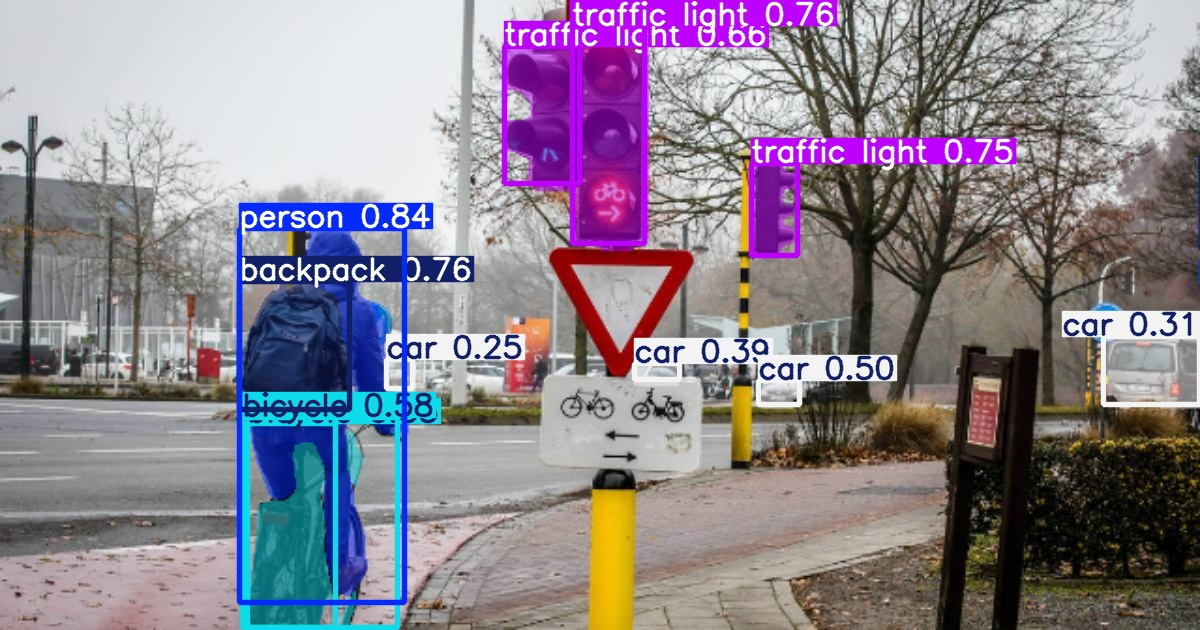 traffic light 0.76
traffic light 0.66
traffic light 0.75
person 0.84
backpack 0.76
car 0.31
car 0.25
car 0.39
car 0.50
bicycle 0.58